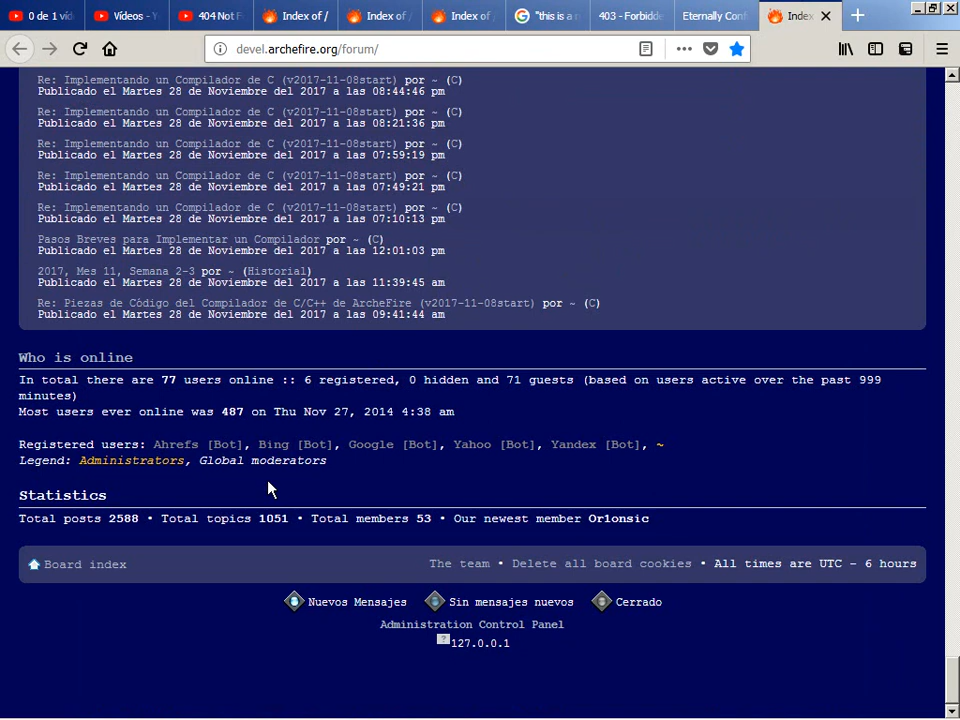 0 de 1 víd
Vídeos - Y
404 Not F
Index of /
Index of /
Index of /
"this is a s
403 - Forbidde
Eternally Conf
Index
devel.archefire.org/forum/
Re: Implementando un Compilador de C (v2017-11-08start) por ~ (C)
Publicado el Martes 28 de Noviembre del 2017 a las 08:44:46 pm
Re: Implementando un Compilador de C (v2017-11-08start) por ~ (C)
Publicado el Martes 28 de Noviembre del 2017 a las 08:21:36 pm
Re: Implementando un Compilador de C (v2017-11-08start) por ~ (C)
Publicado el Martes 28 de Noviembre del 2017 a las 07:59:19 pm
Re: Implementando un Compilador de C (v2017-11-08start) por ~ (C)
Publicado el Martes 28 de Noviembre del 2017 a las 07:49:21 pm
Re: Implementando un Compilador de C (v2017-11-08start) por ~ (C)
Publicado el Martes 28 de Noviembre del 2017 a las 07:10:13 pm
Pasos Breves para Implementar un Compilador por ~ (C)
Publicado el Martes 28 de Noviembre del 2017 a las 12:01:03 pm
2017, Mes 11, Semana 2-3 por ~ (Historial)
Publicado el Martes 28 de Noviembre del 2017 a las 11:39:45 am
Re: Piezas de Código del Compilador de C/C++ de ArcheFire (v2017-11-08start) por ~ (C)
Publicado el Martes 28 de Noviembre del 2017 a las 09:41:44 am
Who is online
In total there are 77 users online :: 6 registered, 0 hidden and 71 guests (based on users active over the past 999
minutes)
Most users ever online was 487 on Thu Nov 27, 2014 4:38 am
Registered users: Ahrefs [Bot], Bing [Bot], Google [Bot], Yahoo [Bot], Yandex [Bot], ~
Legend: Administrators, Global moderators
Statistics
Total posts 2588 • Total topics 1051 • Total members 53 • Our newest member Or1onsic
Board index
The team • Delete all board cookies • All times are UTC - 6 hours
Nuevos Mensajes
Sin mensajes nuevos
Cerrado
Administration Control Panel
? 127.0.0.1